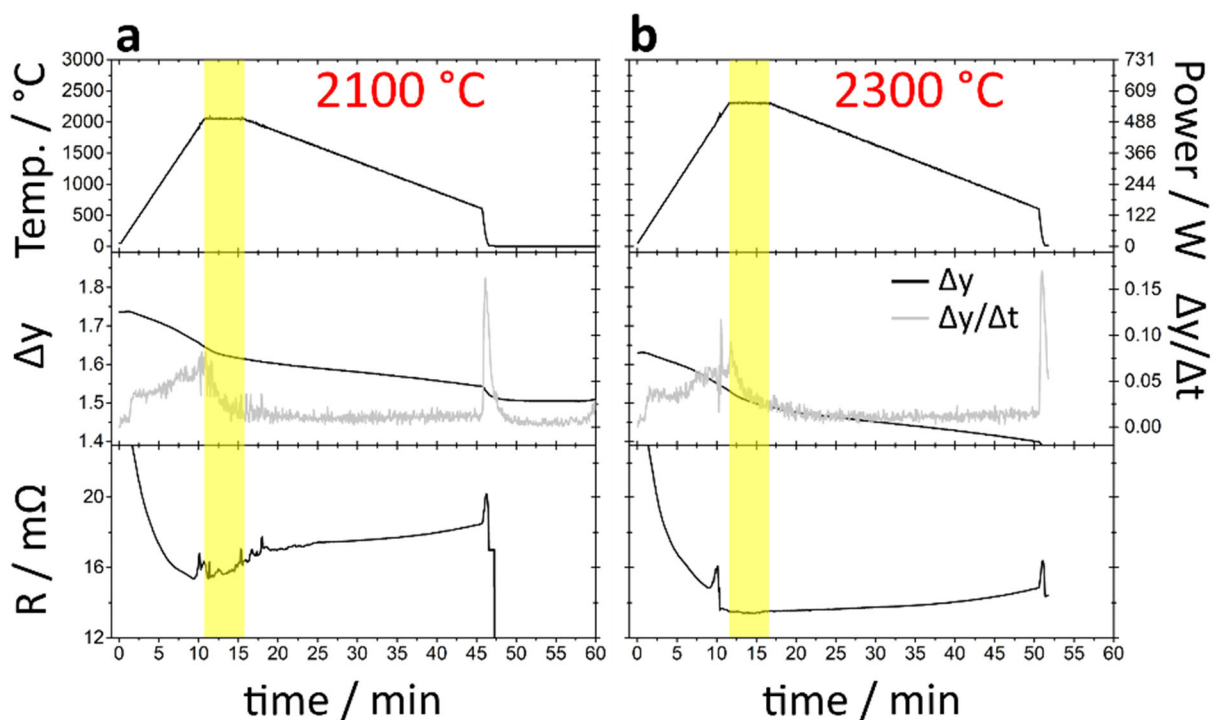 a
b
2100 °C
2300 °C
Temp. / °C
3000
2500
2000
1500
1000
500
0
731
609
488
366
244
122
0
Power / W
Δy
1.8
1.7
1.6
1.5
1.4
Δy
Δy/Δt
0.15
0.10
0.05
0.00
Δy/Δt
R / mΩ
20
16
12
0 5 10 15 20 25 30 35 40 45 50 55 60
0 5 10 15 20 25 30 35 40 45 50 55 60
time / min
time / min